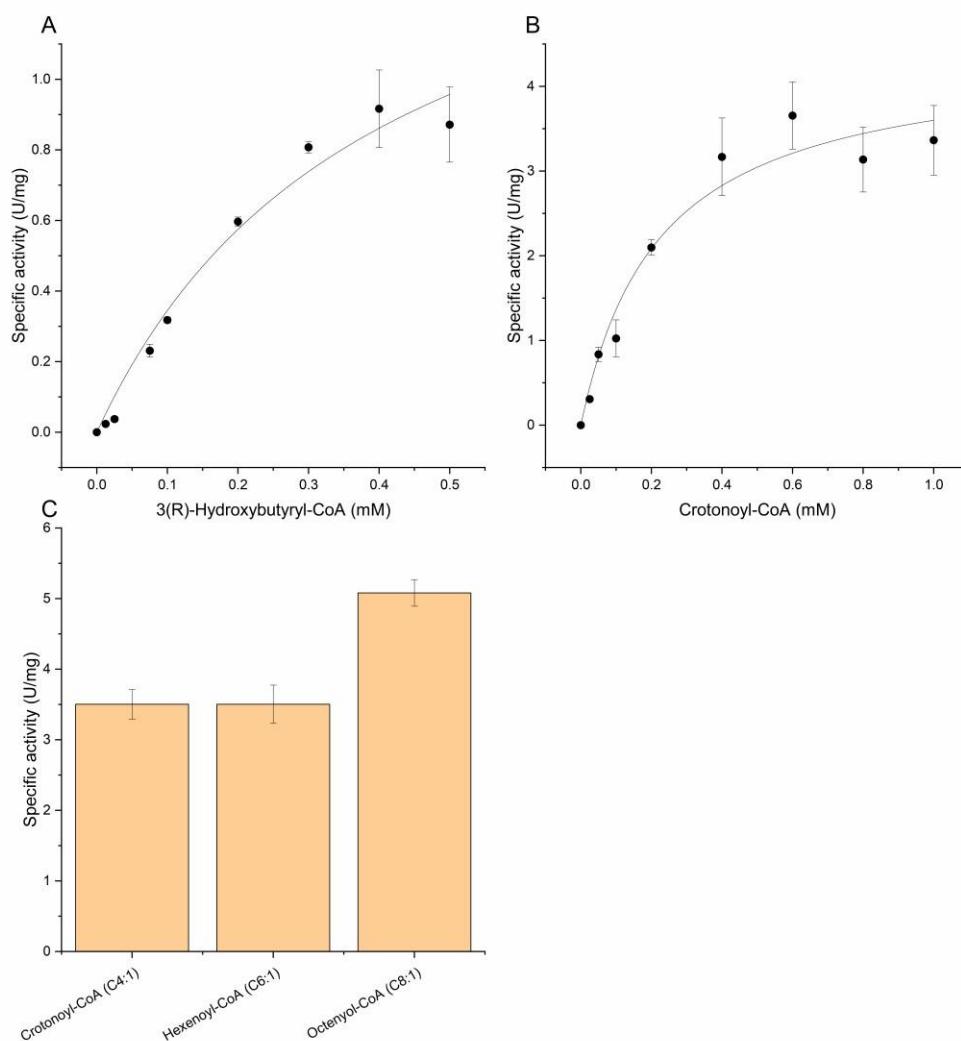 A
Specific activity (U/mg)
1.0
0.8
0.6
0.4
0.2
0.0
0.0 0.1 0.2 0.3 0.4 0.5
3(R)-Hydroxybutyryl-CoA (mM)
B
Specific activity (U/mg)
4
3
2
1
0
0.0 0.2 0.4 0.6 0.8 1.0
Crotonoyl-CoA (mM)
C
Specific activity (U/mg)
6
5
4
3
2
1
0
Crotonoyl-CoA (C4:1)
Hexenoyl-CoA (C6:1)
Octenyol-CoA (C8:1)